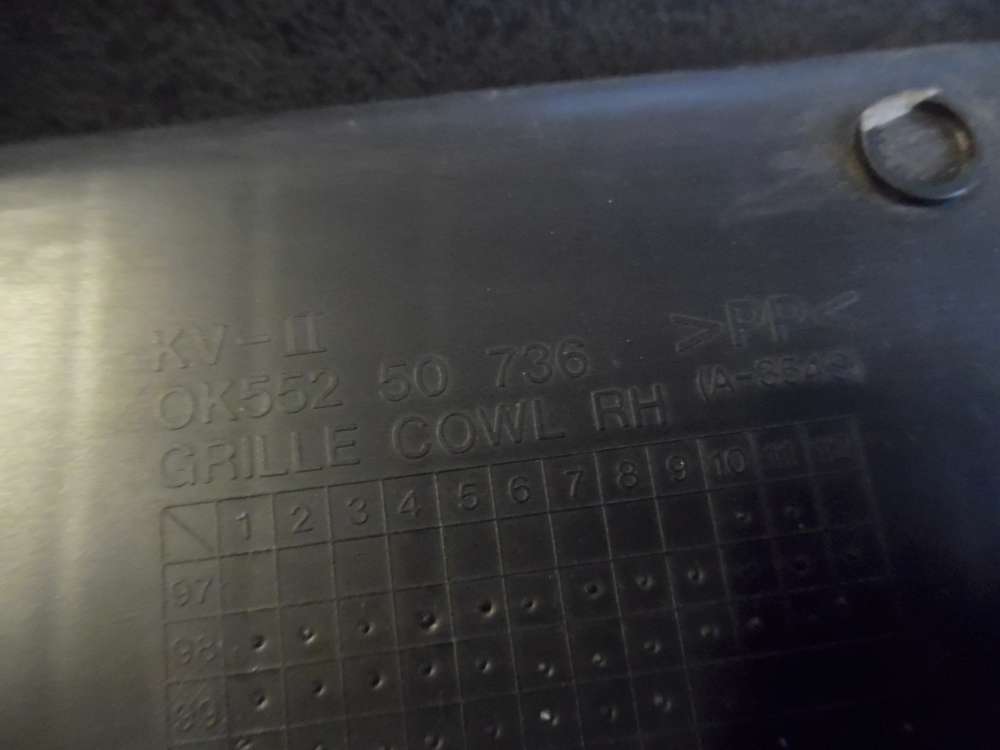 KV-II
>PP<
OK552 50 736
GRILLE COWL RH
1 2 3 4 5 6 7 8 9 10
97
98
99